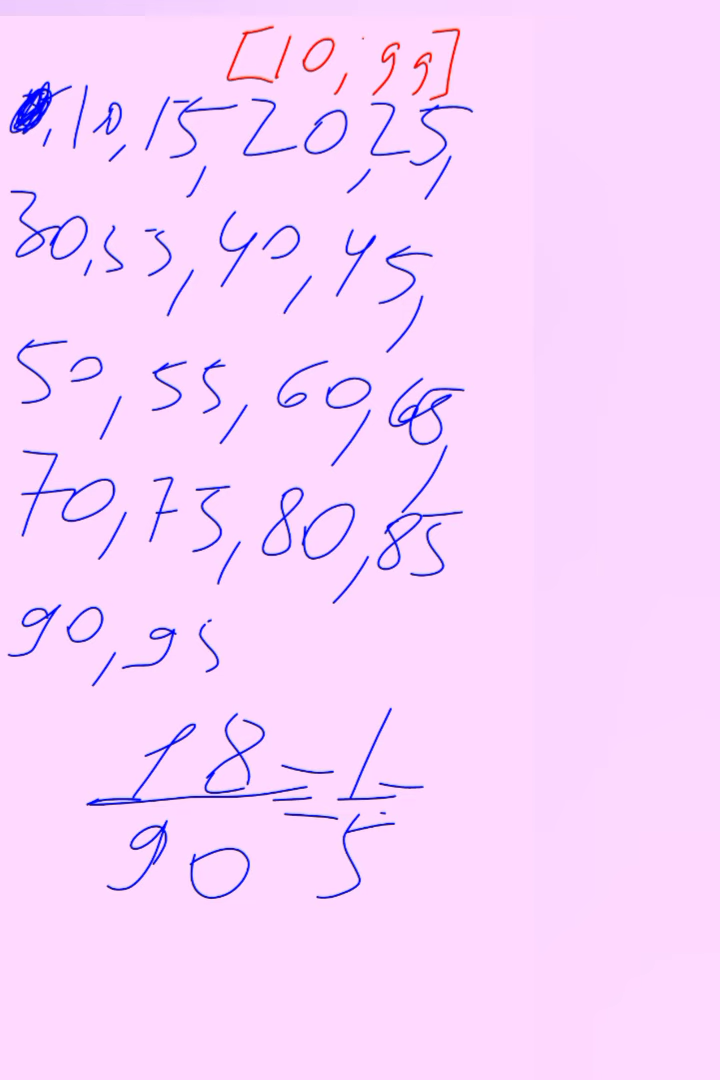 [10, 99]
, 10, 15, 20, 25,
30, 35, 40, 45,
50, 55, 60, 65,
70, 75, 80, 85
90, 95
18/90 = 1/5 =